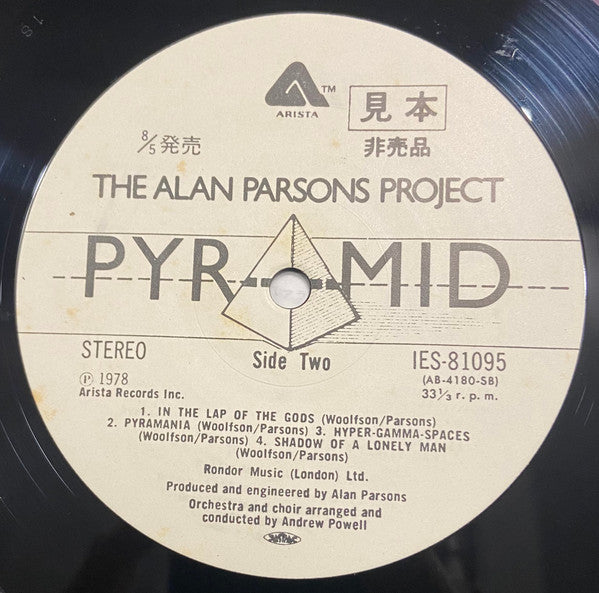 ARISTA ™
見本
8/5 発売
非売品
THE ALAN PARSONS PROJECT
PYRAMID
STEREO
Side Two
IES-81095
(AB-4180-SB)
℗ 1978
33⅓ r. p. m.
Arista Records Inc.
1. IN THE LAP OF THE GODS (Woolfson/Parsons)
2. PYRAMANIA (Woolfson/Parsons) 3. HYPER-GAMMA-SPACES
(Woolfson/Parsons) 4. SHADOW OF A LONELY MAN
(Woolfson/Parsons)
Rondor Music (London) Ltd.
Produced and engineered by Alan Parsons
Orchestra and choir arranged and
conducted by Andrew Powell